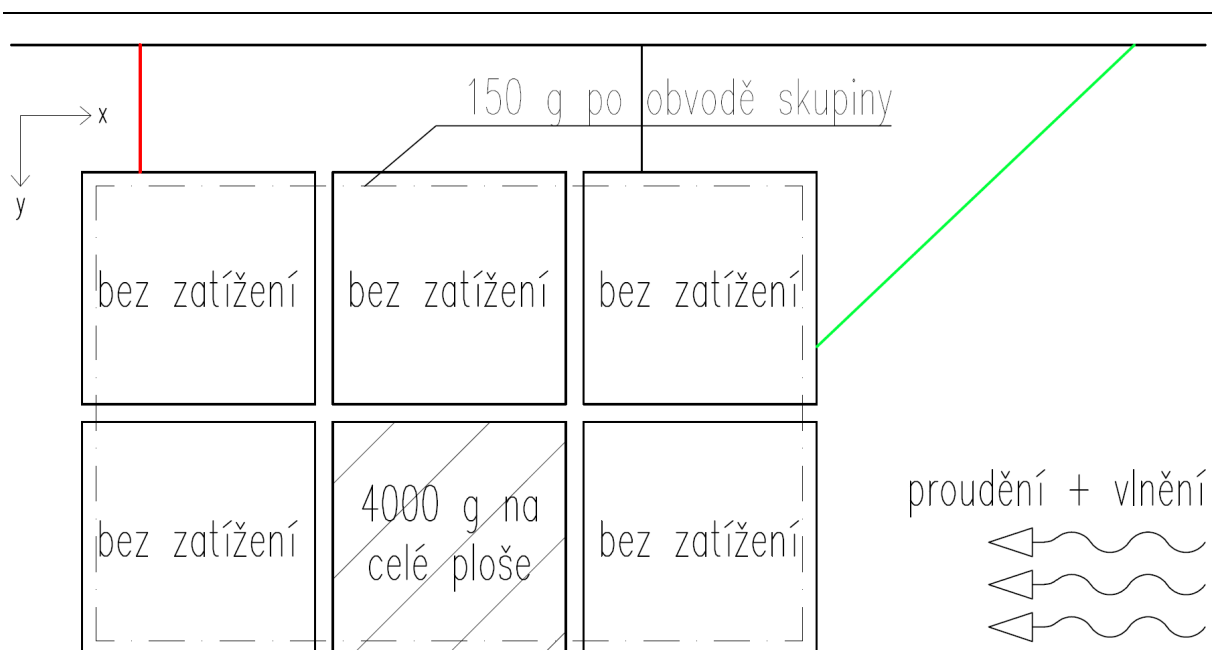 150 g po obvodě skupiny
x
y
bez zatížení
bez zatížení
bez zatížení
bez zatížení
4000 g na
celé ploše
bez zatížení
proudění + vlnění